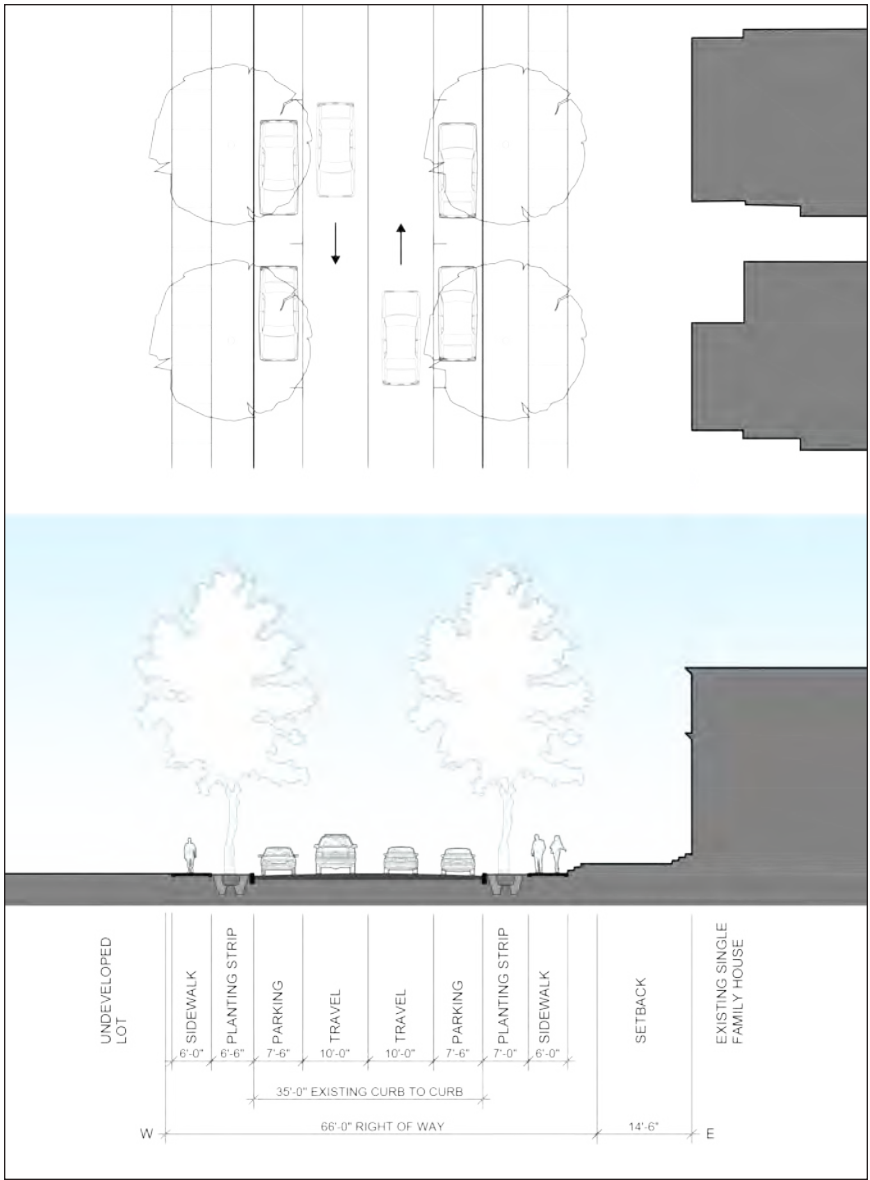 UNDEVELOPED
LOT
SIDEWALK
PLANTING STRIP
PARKING
TRAVEL
TRAVEL
PARKING
PLANTING STRIP
SIDEWALK
SETBACK
EXISTING SINGLE
FAMILY HOUSE
6'-0"
6'-6"
7'-6"
10'-0"
10'-0"
7'-6"
7'-0"
6'-0"
35'-0" EXISTING CURB TO CURB
W
66'-0" RIGHT OF WAY
14'-6"
E